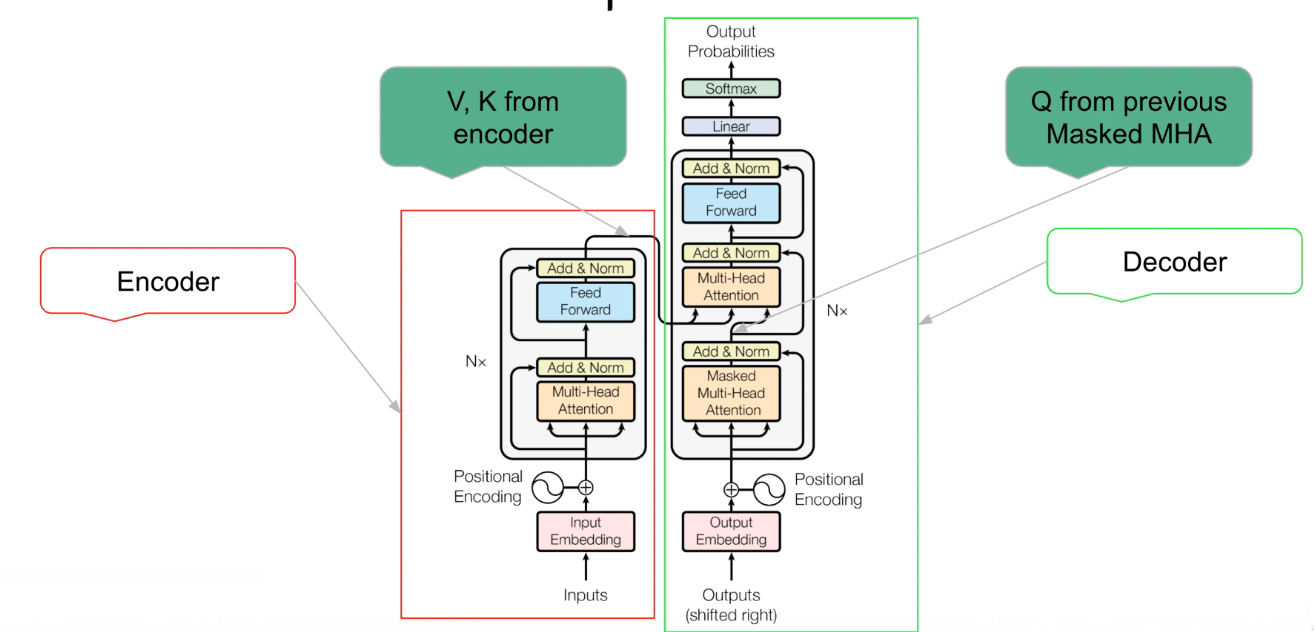 V, K from
encoder
Q from previous
Masked MHA
Encoder
Decoder
Output
Probabilities
Softmax
Linear
Add & Norm
Feed
Forward
Add & Norm
Multi-Head
Attention
Add & Norm
Masked
Multi-Head
Attention
N×
Positional
Encoding
Output
Embedding
Outputs
(shifted right)
Add & Norm
Feed
Forward
Add & Norm
Multi-Head
Attention
N×
Positional
Encoding
Input
Embedding
Inputs